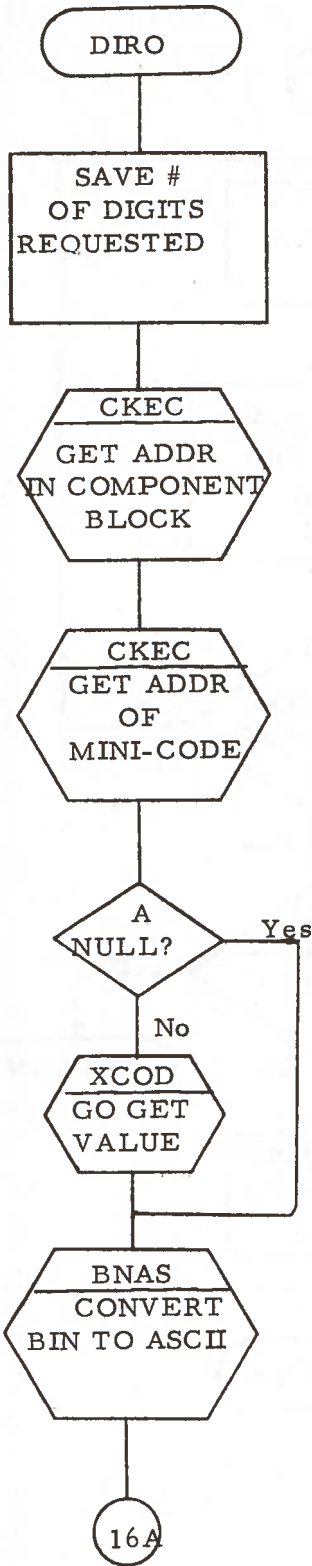 DIRO
SAVE #
OF DIGITS
REQUESTED
CKEC
GET ADDR
IN COMPONENT
BLOCK
CKEC
GET ADDR
OF
MINI-CODE
A
NULL?
Yes
No
XCOD
GO GET
VALUE
BNAS
CONVERT
BIN TO ASCII
16A